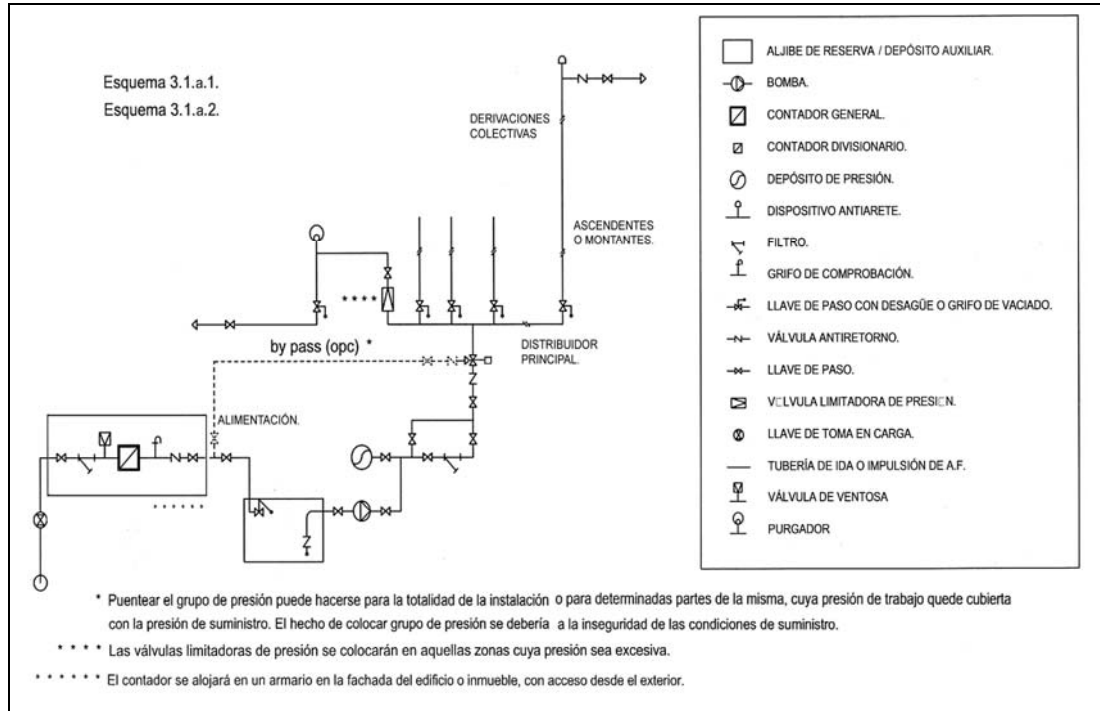 Esquema 3.1.a.1.
Esquema 3.1.a.2.
DERIVACIONES
COLECTIVAS
ASCENDENTES
O MONTANTES.
* * * *
by pass (opc) *
DISTRIBUIDOR
PRINCIPAL.
ALIMENTACIÓN.
* * * * * *
ALJIBE DE RESERVA / DEPÓSITO AUXILIAR.
BOMBA.
CONTADOR GENERAL.
CONTADOR DIVISIONARIO.
DEPÓSITO DE PRESIÓN.
DISPOSITIVO ANTIARETE.
FILTRO.
GRIFO DE COMPROBACIÓN.
LLAVE DE PASO CON DESAGÜE O GRIFO DE VACIADO.
VÁLVULA ANTIRETORNO.
LLAVE DE PASO.
V□LVULA LIMITADORA DE PRESI□N.
LLAVE DE TOMA EN CARGA.
TUBERÍA DE IDA O IMPULSIÓN DE A.F.
VÁLVULA DE VENTOSA
PURGADOR
* Puentear el grupo de presión puede hacerse para la totalidad de la instalación o para determinadas partes de la misma, cuya presión de trabajo quede cubierta
con la presión de suministro. El hecho de colocar grupo de presión se debería a la inseguridad de las condiciones de suministro.
* * * * Las válvulas limitadoras de presión se colocarán en aquellas zonas cuya presión sea excesiva.
* * * * * * El contador se alojará en un armario en la fachada del edificio o inmueble, con acceso desde el exterior.